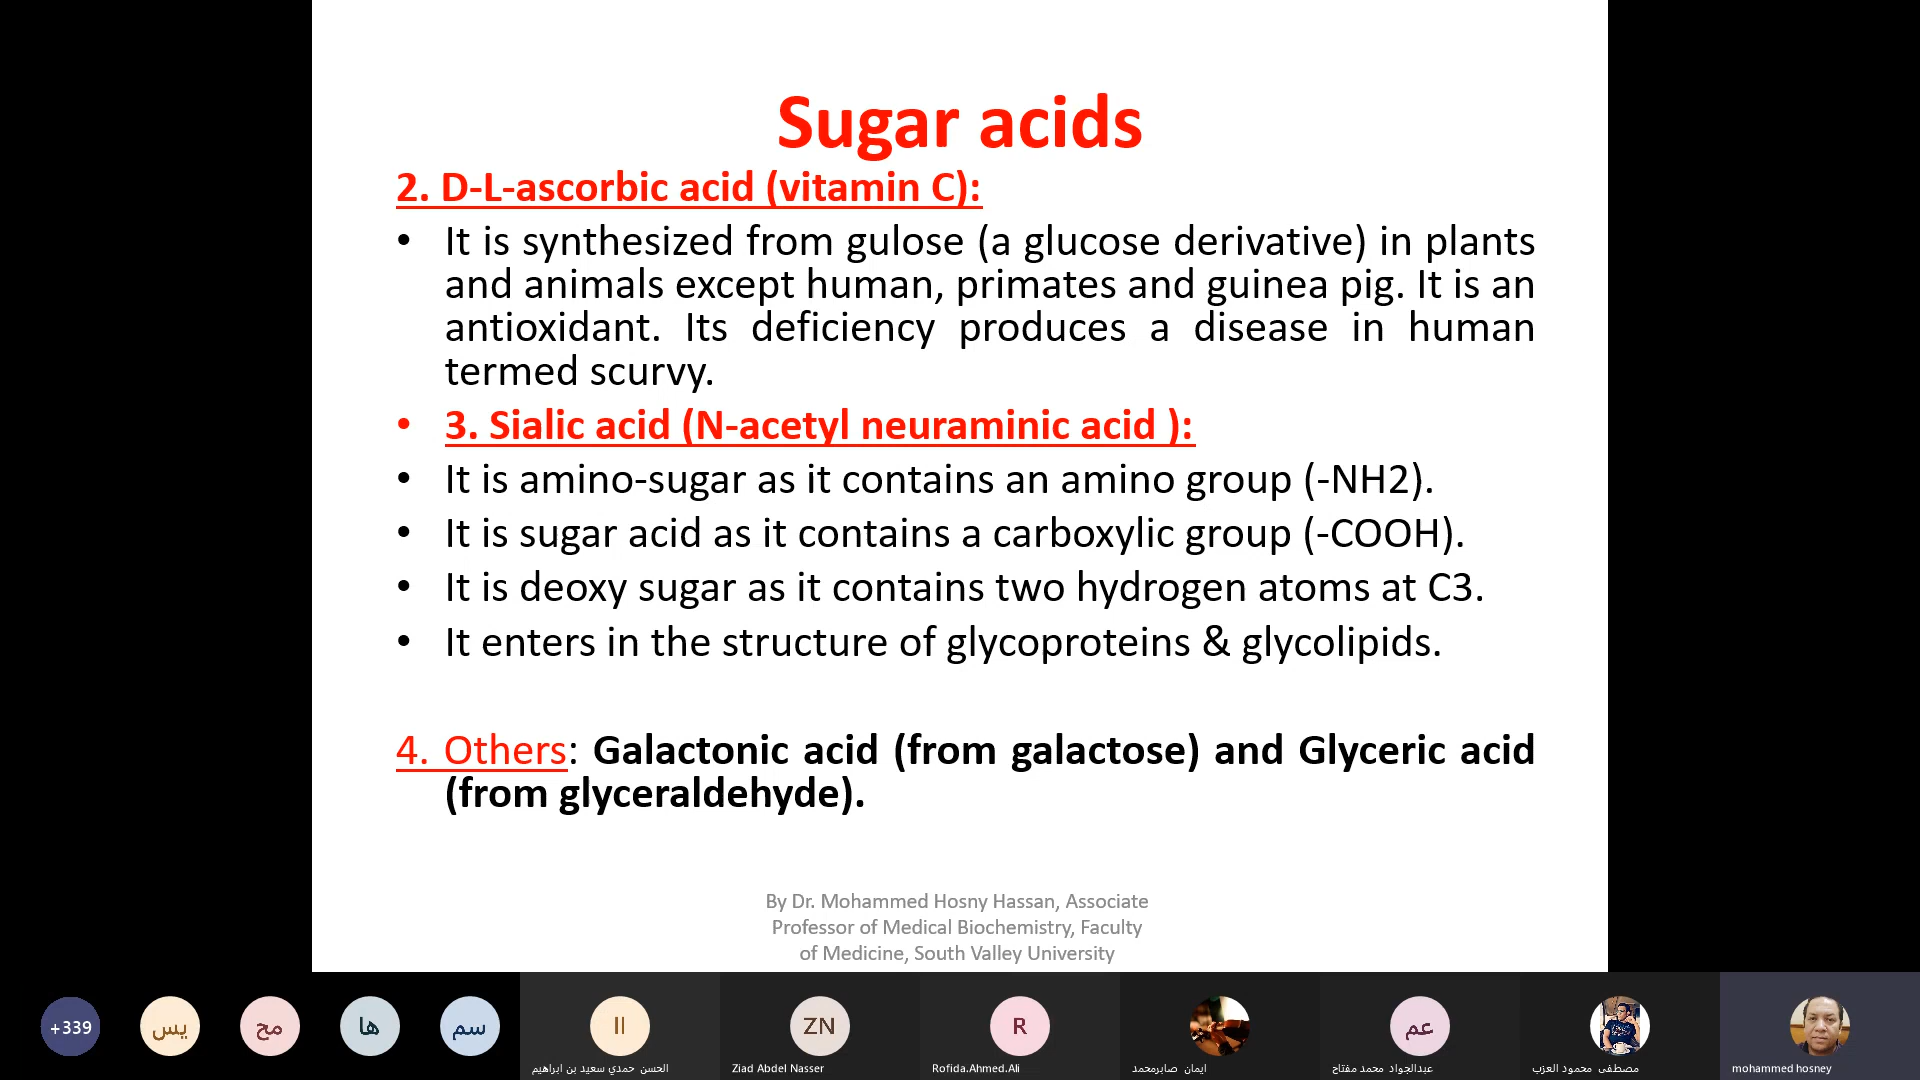 Sugar acids
2. D-L-ascorbic acid (vitamin C):
• It is synthesized from gulose (a glucose derivative) in plants
and animals except human, primates and guinea pig. It is an
antioxidant. Its deficiency produces a disease in human
termed scurvy.
• 3. Sialic acid (N-acetyl neuraminic acid ):
• It is amino-sugar as it contains an amino group (-NH2).
• It is sugar acid as it contains a carboxylic group (-COOH).
• It is deoxy sugar as it contains two hydrogen atoms at C3.
• It enters in the structure of glycoproteins & glycolipids.
4. Others: Galactonic acid (from galactose) and Glyceric acid
(from glyceraldehyde).
By Dr. Mohammed Hosny Hassan, Associate
Professor of Medical Biochemistry, Faculty
of Medicine, South Valley University
+339
يس
مح
ها
سم
اا
ZN
R
عم
الحسن حمدي سعيد بن ابراهيم
Ziad Abdel Nasser
Rofida.Ahmed.Ali
ايمان صابرمحمد
عبدالجواد محمد مفتاح
مصطفى محمود العزب
mohammed hosney